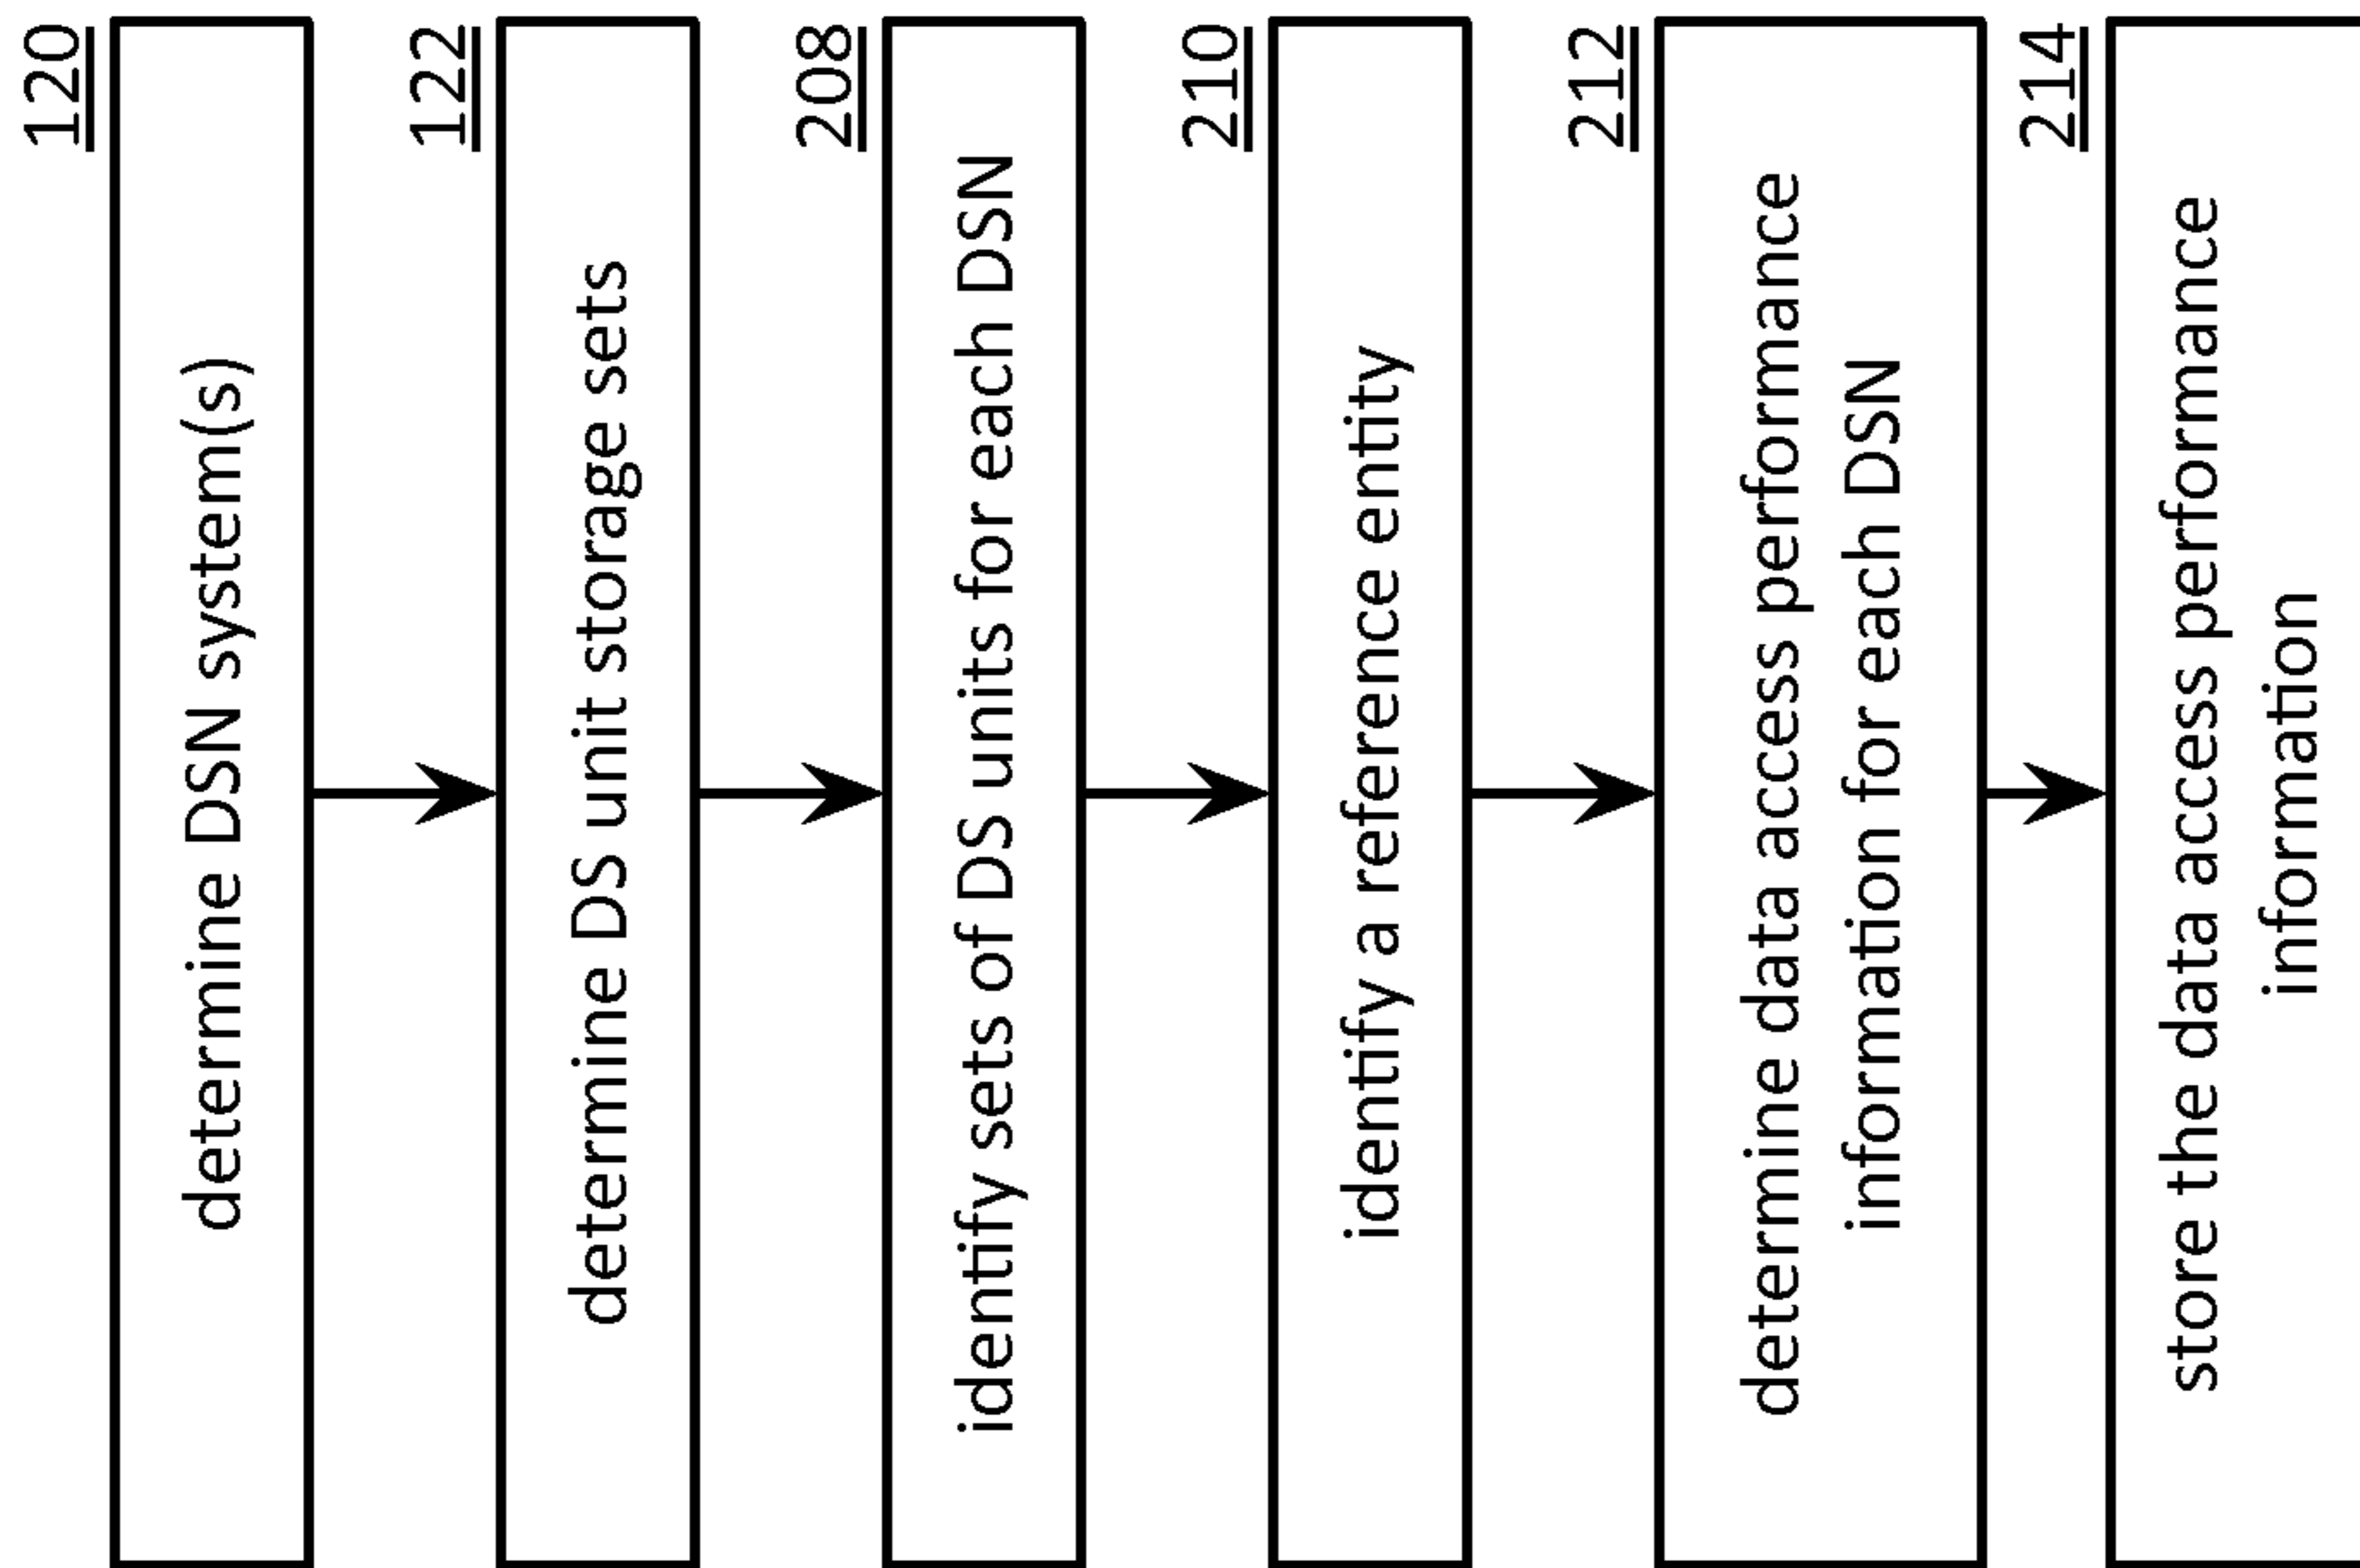 120
determine DSN system(s)
122
determine DS unit storage sets
208
identify sets of DS units for each DSN
210
identify a reference entity
212
determine data access performance
information for each DSN
214
store the data access performance
information